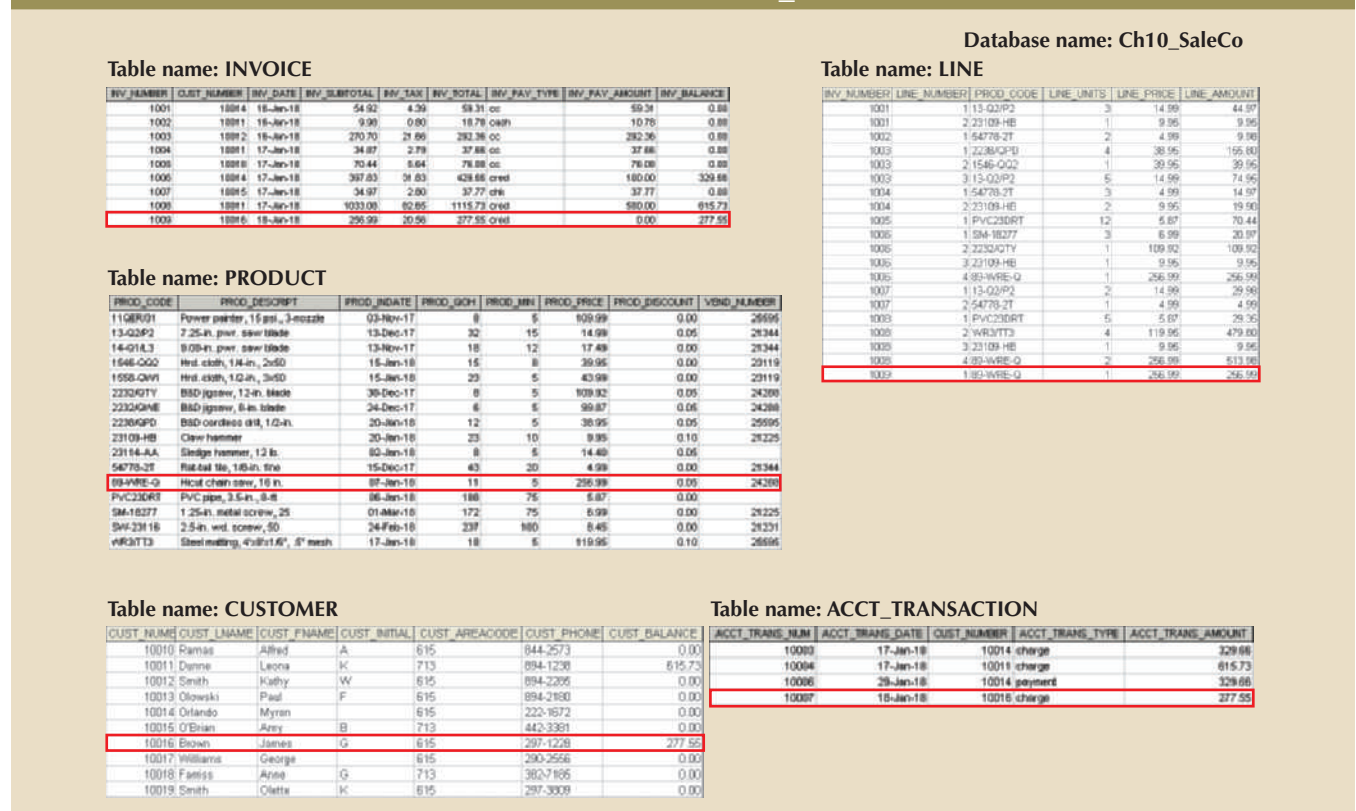 Database name: Ch10_SaleCo
Table name: INVOICE
INV_NUMBER CUST_NUMBER INV_DATE INV_SUBTOTAL INV_TAX INV_TOTAL INV_PAY_TYPE INV_PAY_AMOUNT INV_BALANCE
1001 10014 16-Jan-18 54.92 4.39 59.31 cc 59.31 0.00
1002 10011 16-Jan-18 9.98 0.80 10.78 cash 10.78 0.00
1003 10012 16-Jan-18 270.70 21.66 292.36 cc 292.36 0.00
1004 10011 17-Jan-18 34.87 2.79 37.66 cc 37.66 0.00
1005 17-Jan-18 70.44 5.64 76.08 cc 76.08 0.00
1006 10014 17-Jan-18 397.83 31.83 429.66 cred 100.00 329.66
1007 10015 17-Jan-18 34.97 2.80 37.77 chk 37.77 0.00
1008 10011 17-Jan-18 1033.08 82.65 1115.73 cred 500.00 615.73
1009 10016 18-Jan-18 256.99 20.56 277.55 cred 0.00 277.55
Table name: LINE
INV_NUMBER LINE_NUMBER PROD_CODE LINE_UNITS LINE_PRICE LINE_AMOUNT
1001 1 13-Q2/P2 3 14.99 44.97
1001 2 23109-HB 1 9.95 9.95
1002 1 54778-2T 2 4.99 9.98
1003 1 2238/QPD 4 38.95 155.80
1003 2 1546-QQ2 1 39.95 39.95
1003 3 13-Q2/P2 5 14.99 74.95
1004 1 54778-2T 3 4.99 14.97
1004 2 23109-HB 2 9.95 19.90
1005 1 PVC23DRT 12 5.87 70.44
1006 1 SM-18277 3 6.99 20.97
1006 2 2232/QTY 1 109.92 109.92
1006 3 23109-HB 1 9.95 9.95
1006 4 89-WRE-Q 1 256.99 256.99
1007 1 13-Q2/P2 2 14.99 29.98
1007 2 54778-2T 1 4.99 4.99
1008 1 PVC23DRT 5 5.87 29.35
1008 2 WR3/TT3 4 119.95 479.80
1008 3 23109-HB 1 9.95 9.95
1008 4 89-WRE-Q 2 256.99 513.98
1009 1 89-WRE-Q 1 256.99 256.99
Table name: PRODUCT
PROD_CODE PROD_DESCRIPT PROD_INDATE PROD_QOH PROD_MIN PROD_PRICE PROD_DISCOUNT VEND_NUMBER
11QER/31 Power painter, 15 psi., 3-nozzle 03-Nov-17 8 5 109.99 0.00 25595
13-Q2/P2 7.25-in. pwr. saw blade 13-Dec-17 32 15 14.99 0.05 21344
14-Q1/L3 9.00-in. pwr. saw blade 13-Nov-17 18 12 17.49 0.00 21344
1546-QQ2 Hrd. cloth, 1/4-in., 2x50 15-Jan-18 15 8 39.95 0.00 23119
1558-QW1 Hrd. cloth, 1/2-in., 3x50 15-Jan-18 23 5 43.99 0.00 23119
2232/QTY B&D jigsaw, 12-in. blade 30-Dec-17 8 5 109.92 0.05 24288
2232/QWE B&D jigsaw, 8-in. blade 24-Dec-17 6 5 99.87 0.05 24288
2238/QPD B&D cordless drill, 1/2-in. 20-Jan-18 12 5 38.95 0.05 25595
23109-HB Claw hammer 20-Jan-18 23 10 9.95 0.10 21225
23114-AA Sledge hammer, 12 lb. 02-Jan-18 8 5 14.40 0.05
54778-2T Rat-tail file, 1/8-in. fine 15-Dec-17 43 20 4.99 0.00 21344
89-WRE-Q Hicut chain saw, 16 in. 07-Jan-18 11 5 256.99 0.05 24288
PVC23DRT PVC pipe, 3.5-in., 8-ft 06-Jan-18 188 75 5.87 0.00
SM-18277 1.25-in. metal screw, 25 01-Mar-18 172 75 6.99 0.00 21225
SW-23116 2.5-in. wd. screw, 50 24-Feb-18 237 100 8.45 0.00 21231
WR3/TT3 Steel matting, 4'x8'x1/6", .5" mesh 17-Jan-18 18 5 119.95 0.10 25595
Table name: CUSTOMER
CUST_NUME CUST_LNAME CUST_FNAME CUST_INITIAL CUST_AREACODE CUST_PHONE CUST_BALANCE
10010 Ramas Alfred A 615 844-2573 0.00
10011 Dunne Leona K 713 894-1238 615.73
10012 Smith Kathy W 615 894-2285 0.00
10013 Olowski Paul F 615 894-2180 0.00
10014 Orlando Myron 615 222-1672 0.00
10015 O'Brian Amy B 713 442-3381 0.00
10016 Brown James G 615 297-1228 277.55
10017 Williams George 615 290-2556 0.00
10018 Farriss Anne G 713 382-7185 0.00
10019 Smith Olette K 615 297-3809 0.00
Table name: ACCT_TRANSACTION
ACCT_TRANS_NUM ACCT_TRANS_DATE CUST_NUMBER ACCT_TRANS_TYPE ACCT_TRANS_AMOUNT
10003 17-Jan-18 10014 charge 329.66
10004 17-Jan-18 10011 charge 615.73
10006 29-Jan-18 10014 payment 329.66
10007 18-Jan-18 10016 charge 277.55